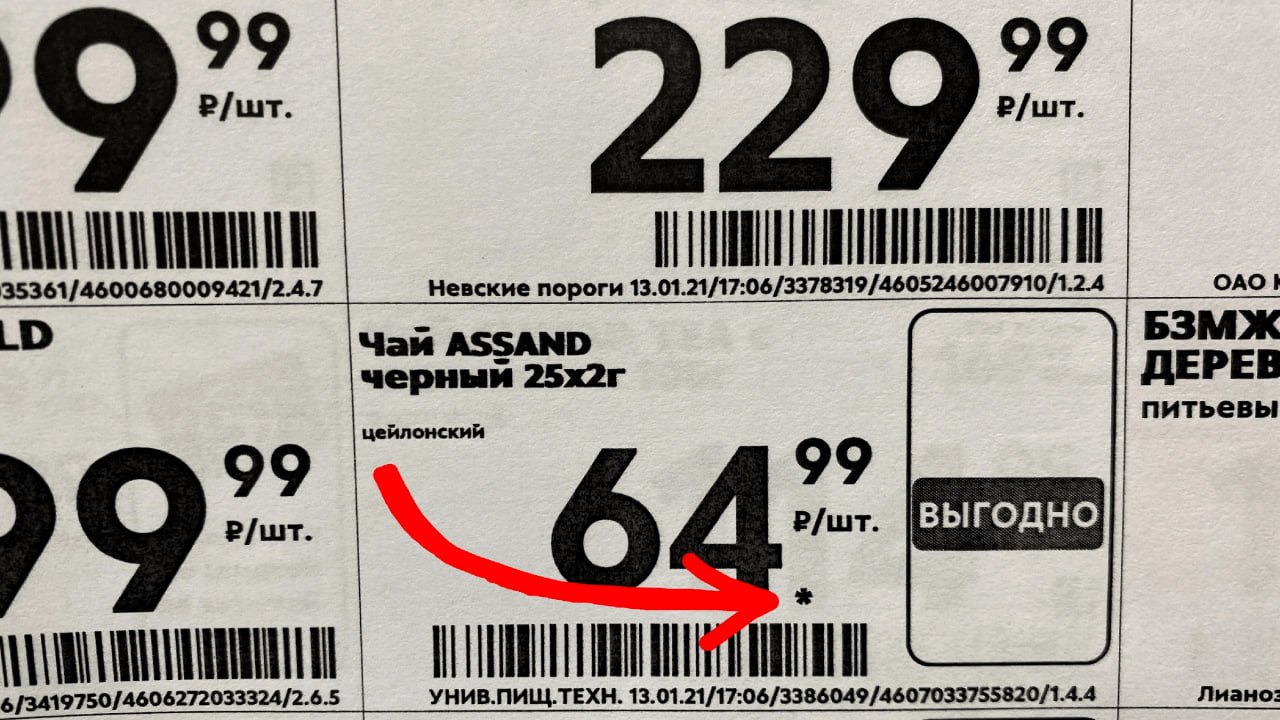 99
₽/шт.
229 99
₽/шт.
035361/4600680009421/2.4.7
Невские пороги 13.01.21/17:06/3378319/4605246007910/1.2.4
ОАО
LD
Чай ASSAND
черный 25х2г
цейлонский
64 99
₽/шт.
*
ВЫГОДНО
99
₽/шт.
БЗМЖ
ДЕРЕВ
питьевы
6/3419750/4606272033324/2.6.5
УНИВ.ПИЩ.ТЕХН. 13.01.21/17:06/3386049/4607033755820/1.4.4
Лианоз